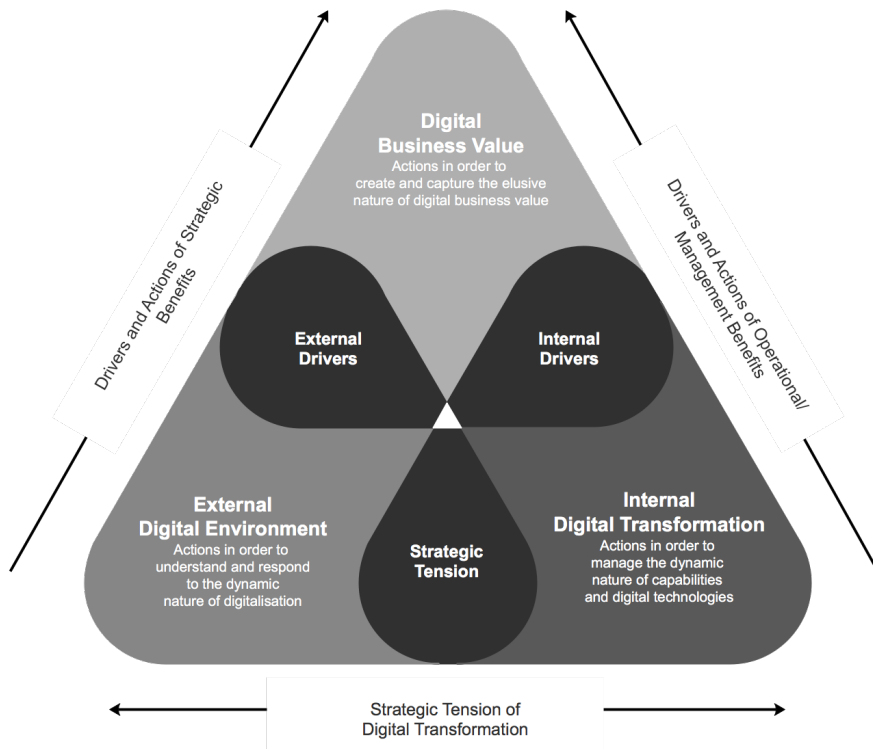 Digital
Business Value
Actions in order to
create and capture the elusive
nature of digital business value
Drivers and Actions of Strategic
Benefits
Drivers and Actions of Operational/
Management Benefits
External
Drivers
Internal
Drivers
External
Digital Environment
Actions in order to
understand and respond
to the dynamic
nature of digitalisation
Strategic
Tension
Internal
Digital Transformation
Actions in order to
manage the dynamic
nature of capabilities
and digital technologies
Strategic Tension of
Digital Transformation